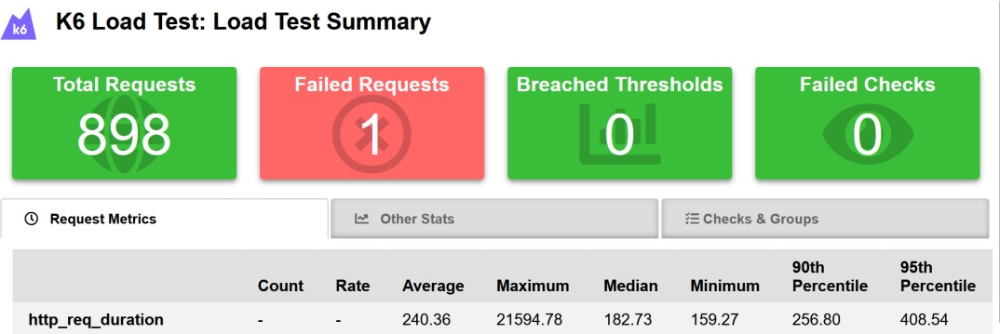 k6
K6 Load Test: Load Test Summary
Total Requests Failed Requests Breached Thresholds Failed Checks
898 1 0 0
Request Metrics Other Stats Checks & Groups
Count Rate Average Maximum Median Minimum 90th Percentile 95th Percentile
http_req_duration - - 240.36 21594.78 182.73 159.27 256.80 408.54